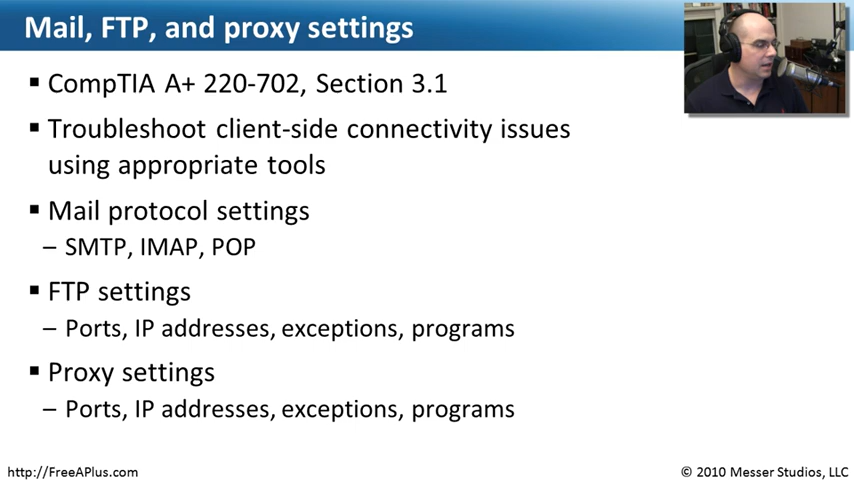 Mail, FTP, and proxy settings
▪ CompTIA A+ 220-702, Section 3.1
▪ Troubleshoot client-side connectivity issues
using appropriate tools
▪ Mail protocol settings
– SMTP, IMAP, POP
▪ FTP settings
– Ports, IP addresses, exceptions, programs
▪ Proxy settings
– Ports, IP addresses, exceptions, programs
http://FreeAPlus.com
© 2010 Messer Studios, LLC